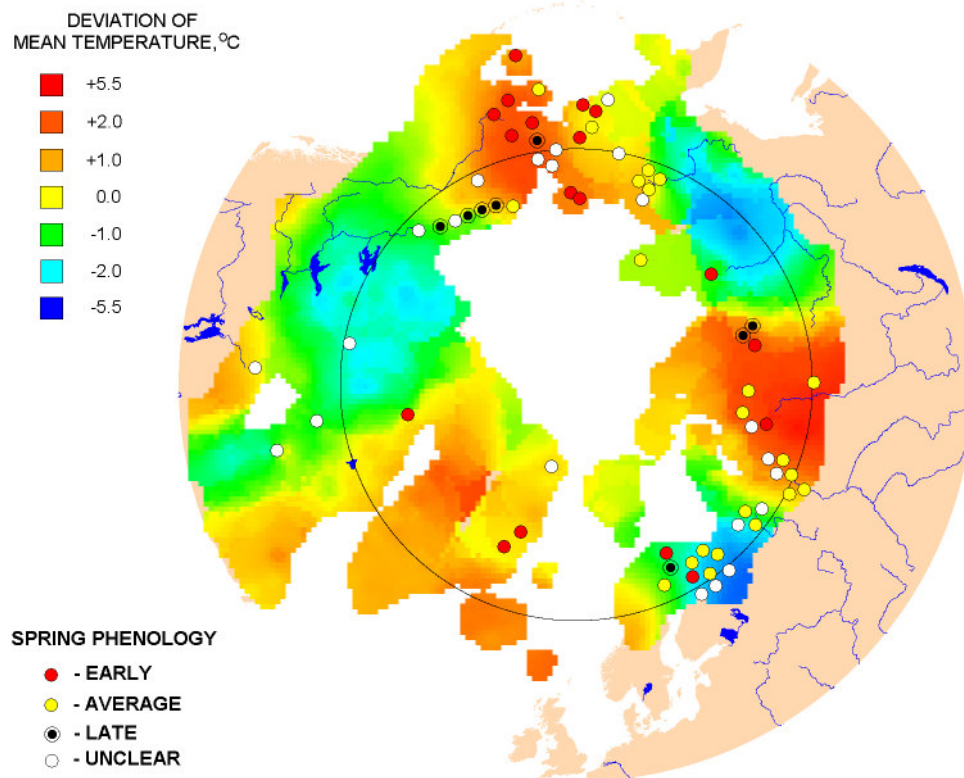 DEVIATION OF
MEAN TEMPERATURE, °C
+5.5
+2.0
+1.0
0.0
-1.0
-2.0
-5.5
SPRING PHENOLOGY
- EARLY
- AVERAGE
- LATE
- UNCLEAR